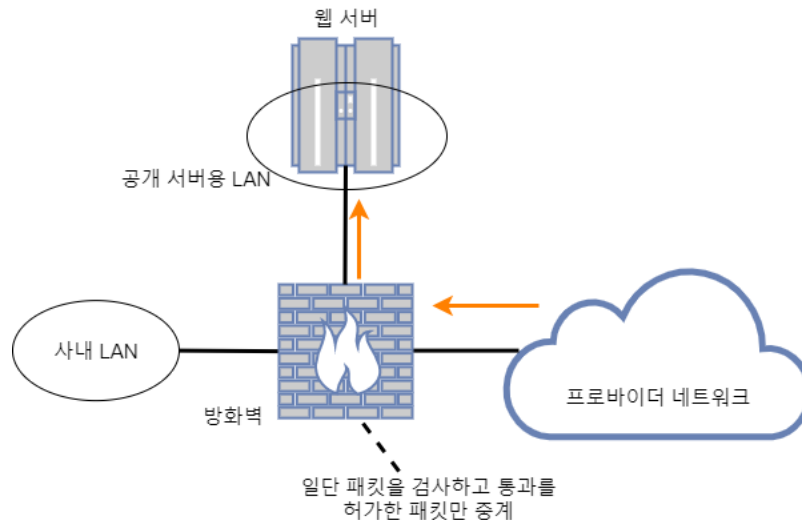 웹 서버
공개 서버용 LAN
사내 LAN
프로바이더 네트워크
방화벽
일단 패킷을 검사하고 통과를
허가한 패킷만 중계